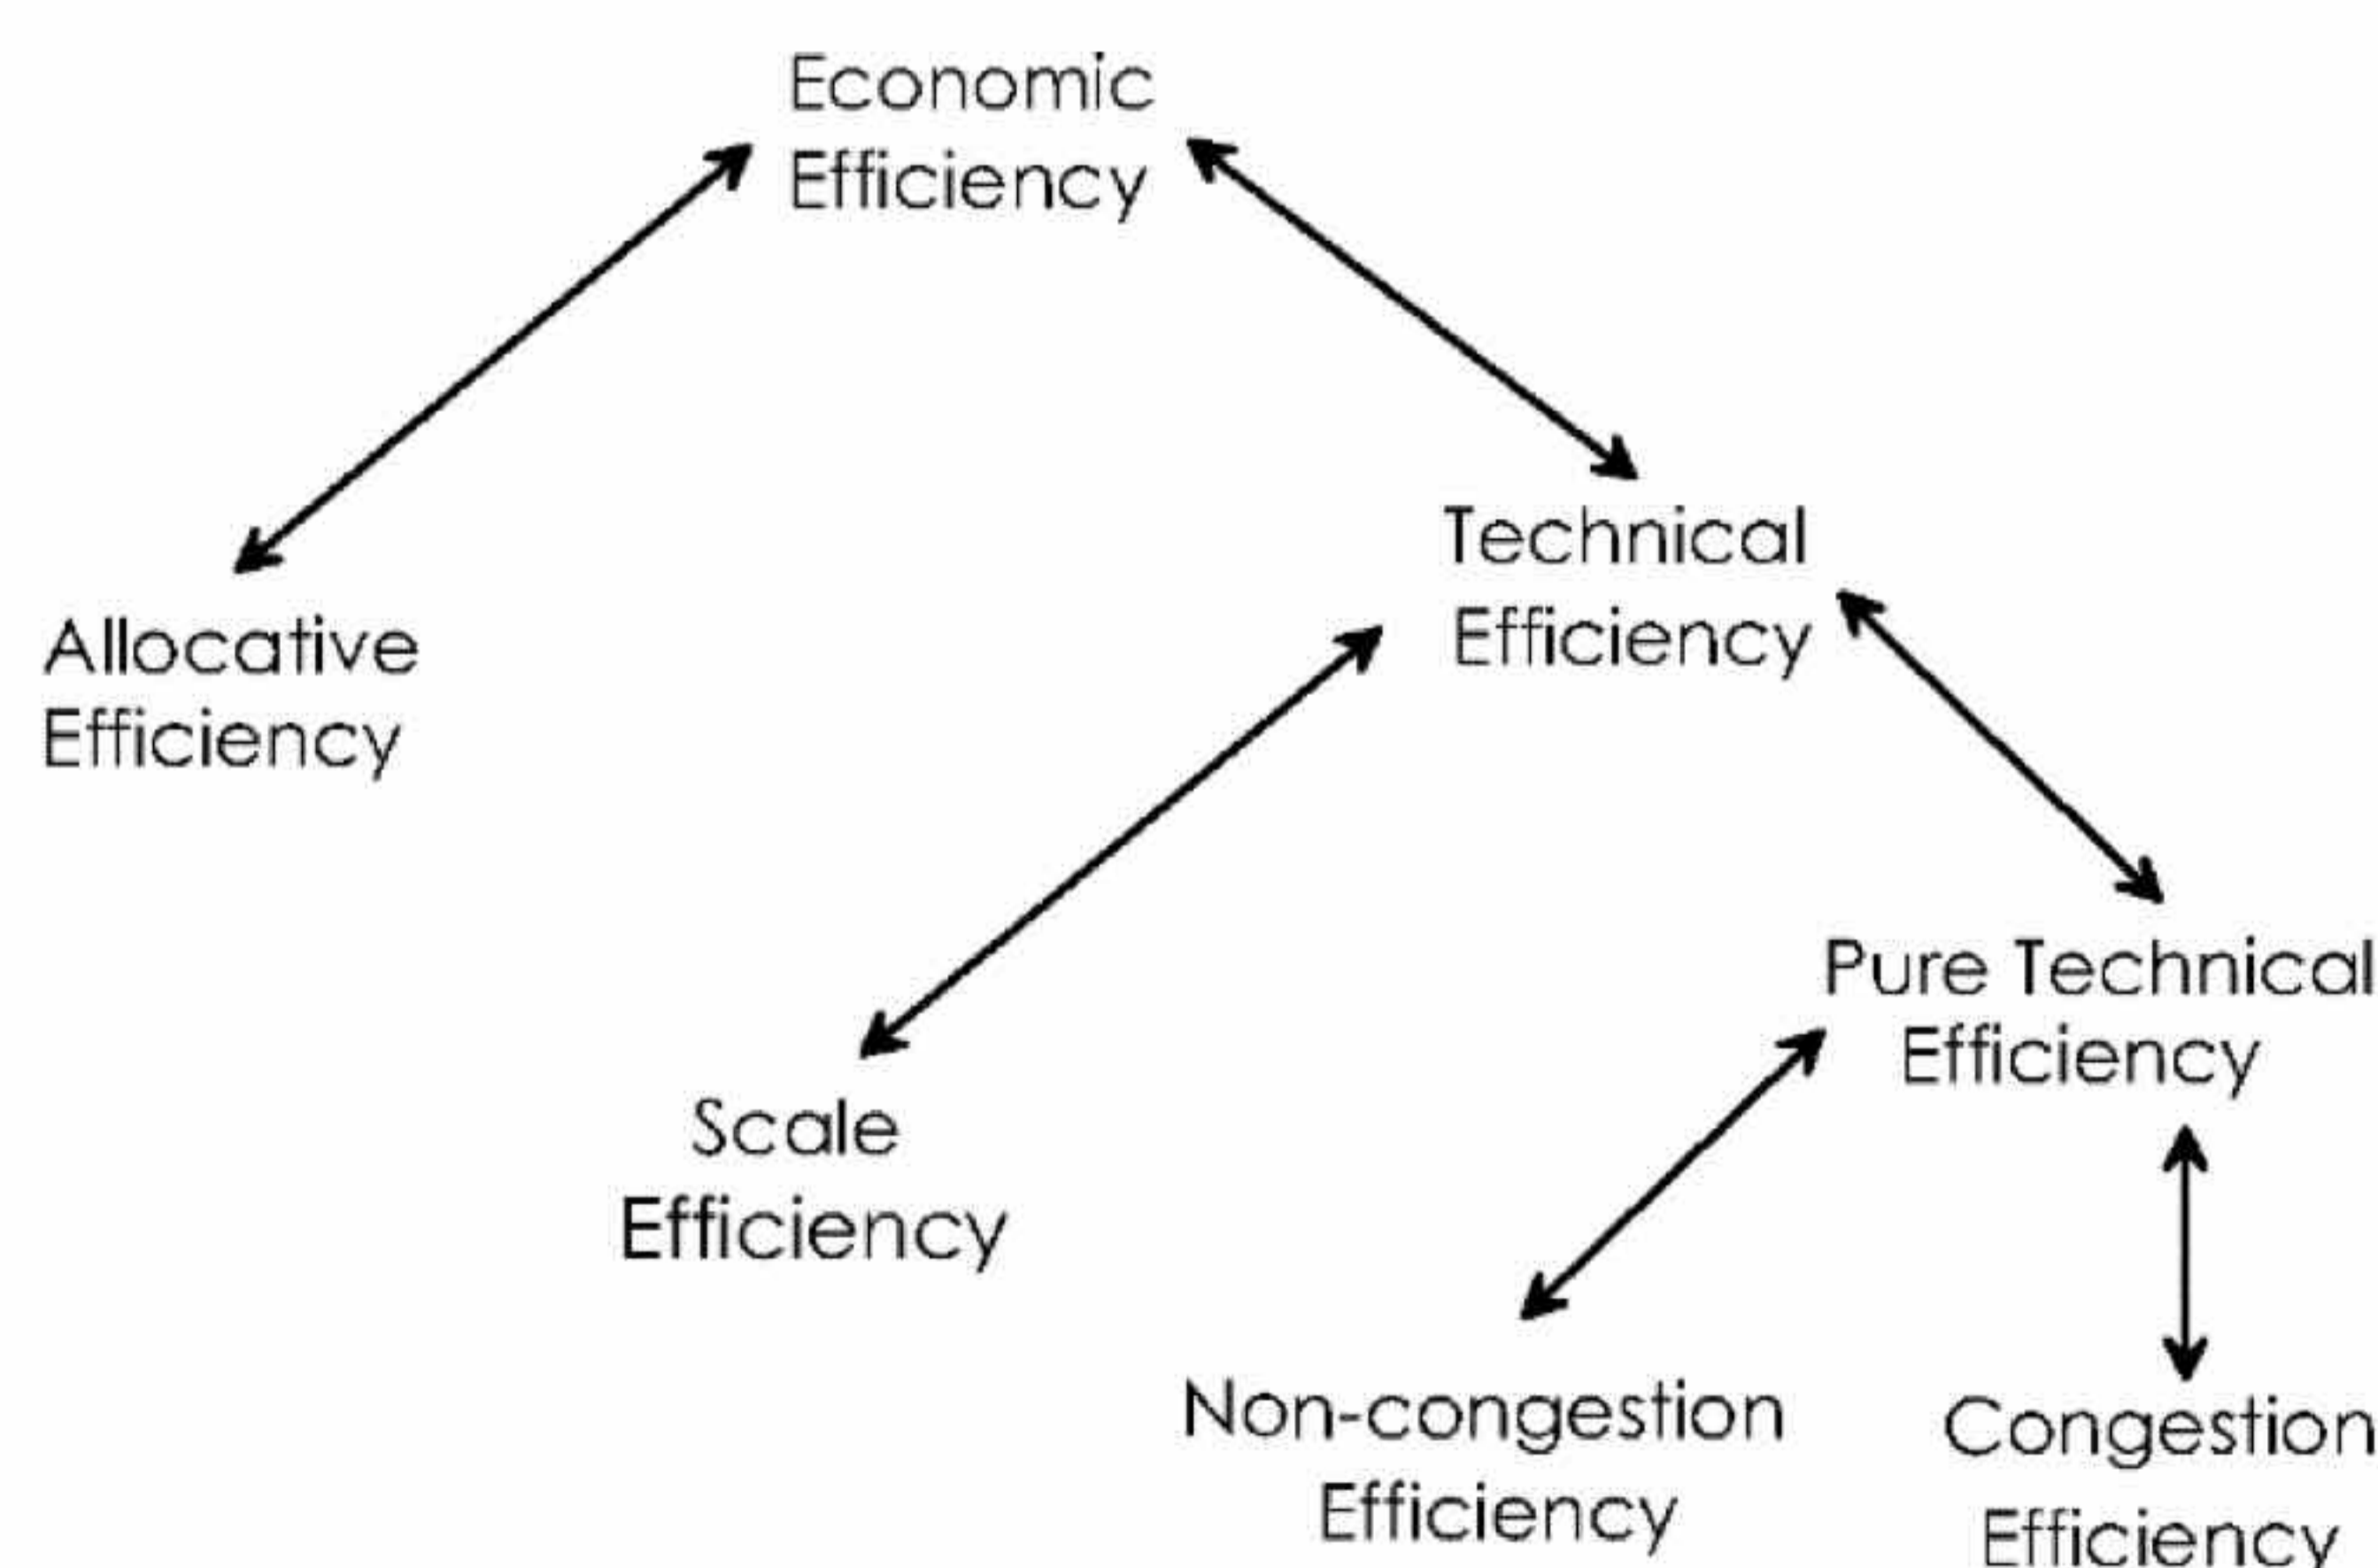 Economic
Efficiency
Technical
Efficiency
Allocative
Efficiency
Pure Technical
Efficiency
Scale
Efficiency
Non-congestion
Efficiency
Congestion
Efficiency